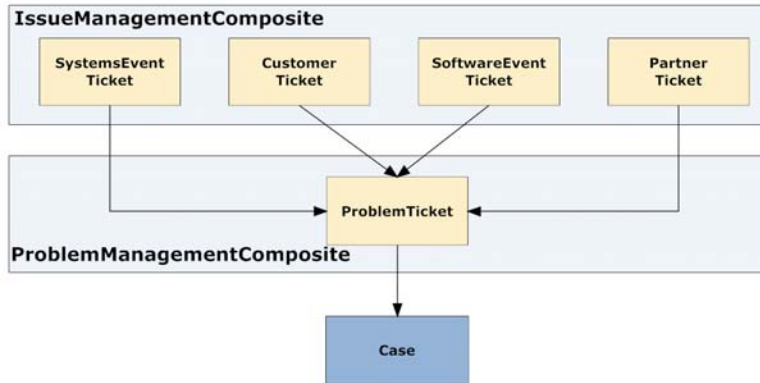 IssueManagementComposite
SystemsEvent
Ticket
Customer
Ticket
SoftwareEvent
Ticket
Partner
Ticket
ProblemTicket
ProblemManagementComposite
Case